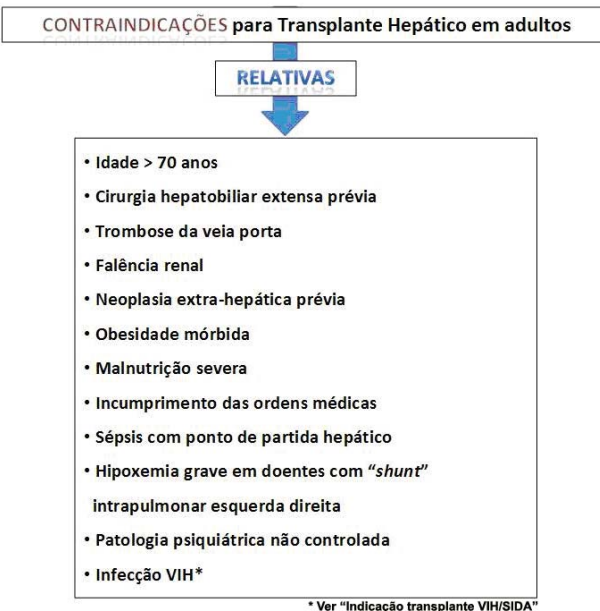 CONTRAINDICAÇÕES para Transplante Hepático em adultos
RELATIVAS
• Idade > 70 anos
• Cirurgia hepatobiliar extensa prévia
• Trombose da veia porta
• Falência renal
• Neoplasia extra-hepática prévia
• Obesidade mórbida
• Malnutrição severa
• Incumprimento das ordens médicas
• Sépsis com ponto de partida hepático
• Hipoxemia grave em doentes com “shunt”
intrapulmonar esquerda direita
• Patologia psiquiátrica não controlada
• Infecção VIH*
* Ver “Indicação transplante VIH/SIDA”